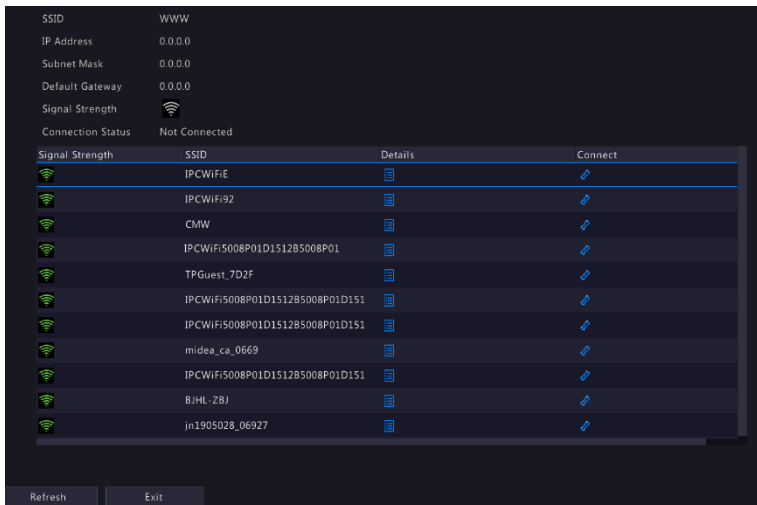 SSID WWW
IP Address 0.0.0.0
Subnet Mask 0.0.0.0
Default Gateway 0.0.0.0
Signal Strength
Connection Status Not Connected
Signal Strength SSID Details Connect
IPCWiFiE
IPCWiFi92
CMW
IPCWiFi5008P01D1512B5008P01
TPGuest_7D2F
IPCWiFi5008P01D1512B5008P01D151
IPCWiFi5008P01D1512B5008P01D151
midea_ca_0669
IPCWiFi5008P01D1512B5008P01D151
BJHL-ZBJ
jn1905028_06927
Refresh Exit